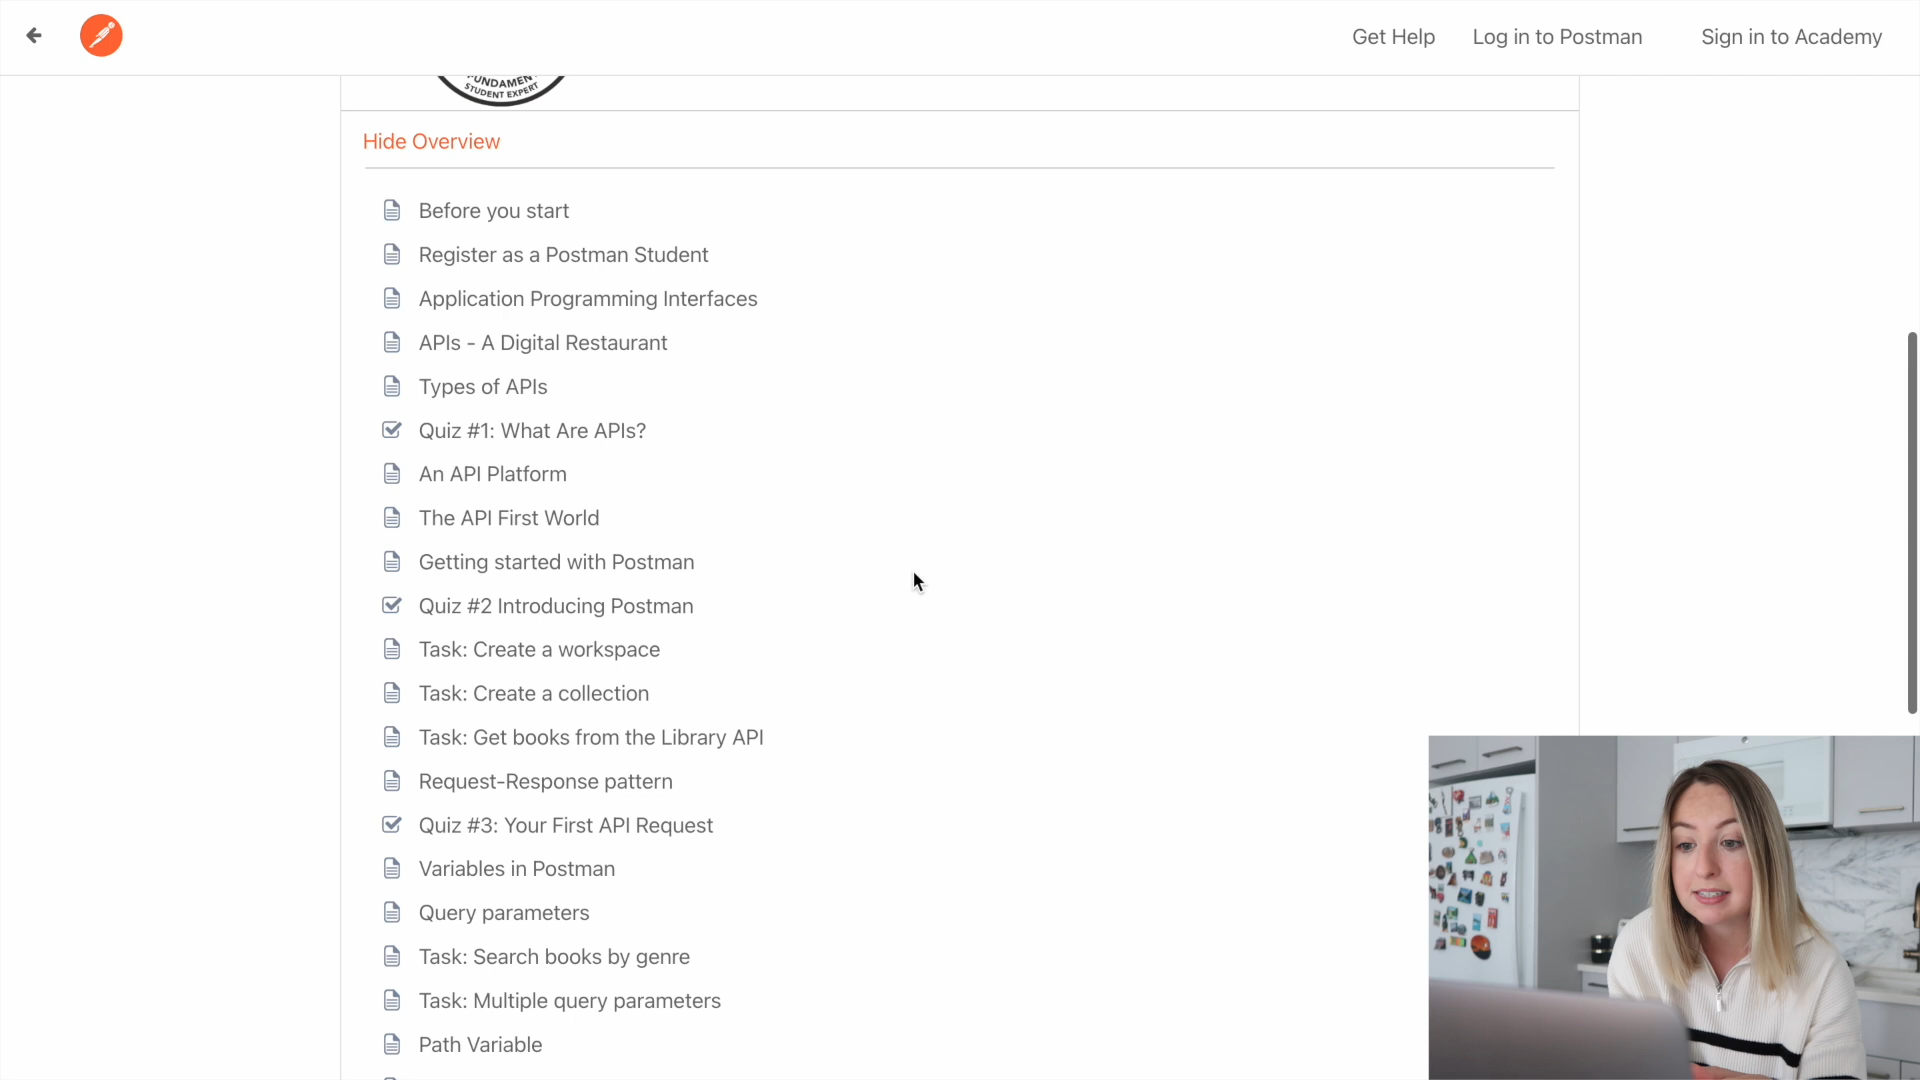 Get Help
Log in to Postman
Sign in to Academy
FUNDAMEN
STUDENT EXPERT
Hide Overview
Before you start
Register as a Postman Student
Application Programming Interfaces
APIs - A Digital Restaurant
Types of APIs
Quiz #1: What Are APIs?
An API Platform
The API First World
Getting started with Postman
Quiz #2 Introducing Postman
Task: Create a workspace
Task: Create a collection
Task: Get books from the Library API
Request-Response pattern
Quiz #3: Your First API Request
Variables in Postman
Query parameters
Task: Search books by genre
Task: Multiple query parameters
Path Variable